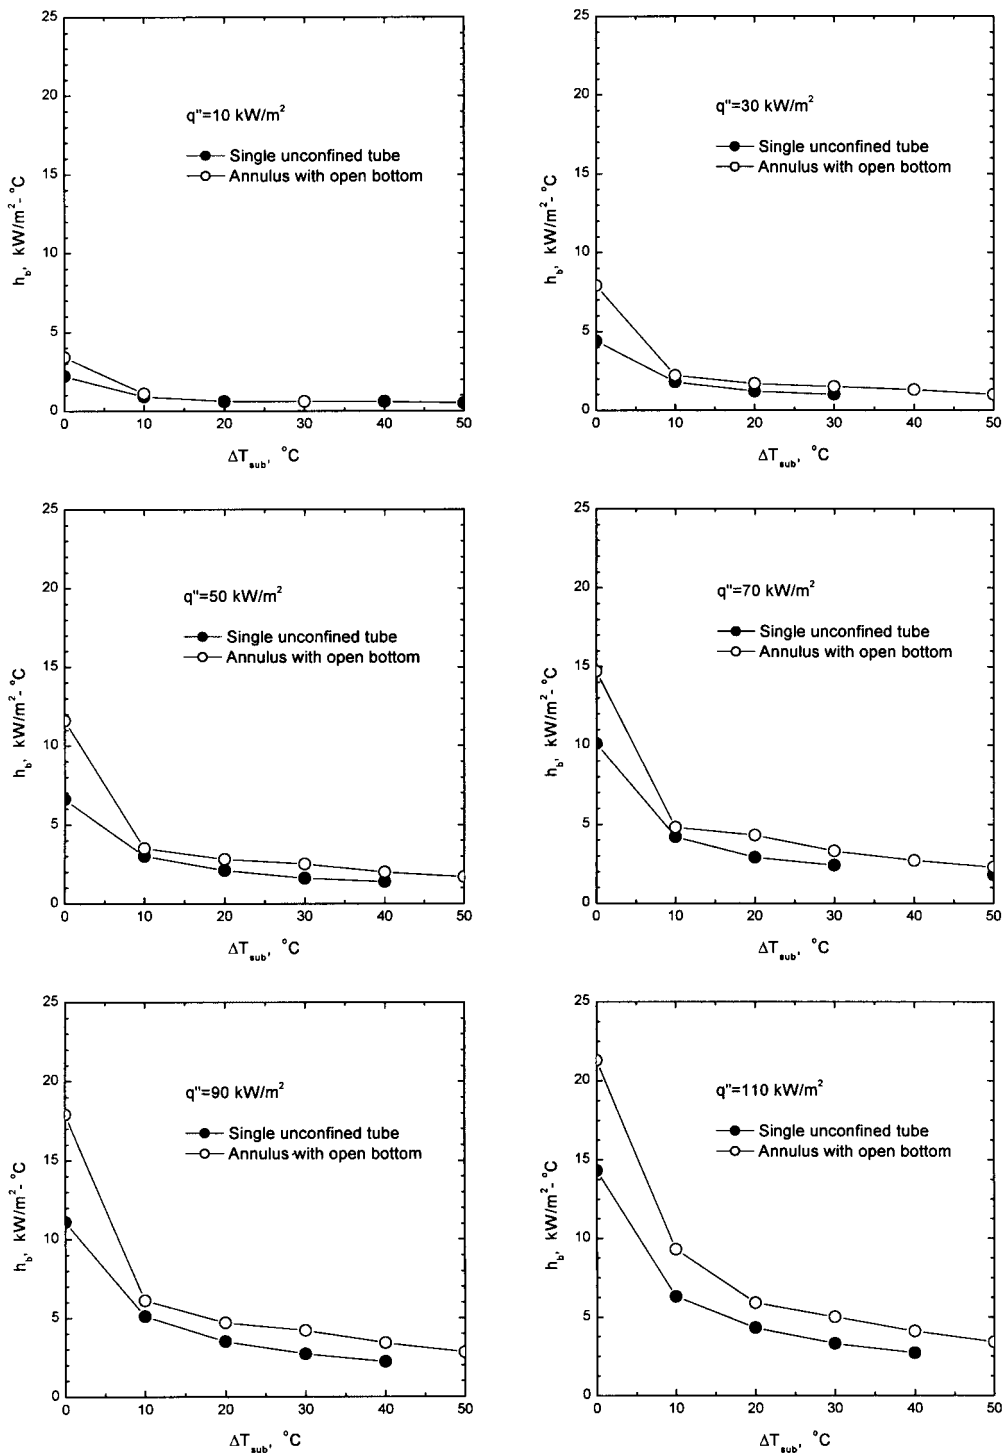 25
20
15
10
5
0
h_b, kW/m²-°C
q"=10 kW/m²
Single unconfined tube
Annulus with open bottom
0 10 20 30 40 50
ΔT_sub, °C
25
20
15
10
5
0
h_b, kW/m²-°C
q"=30 kW/m²
Single unconfined tube
Annulus with open bottom
0 10 20 30 40 50
ΔT_sub, °C
25
20
15
10
5
0
h_b, kW/m²-°C
q"=50 kW/m²
Single unconfined tube
Annulus with open bottom
0 10 20 30 40 50
ΔT_sub, °C
25
20
15
10
5
0
h_b, kW/m²-°C
q"=70 kW/m²
Single unconfined tube
Annulus with open bottom
0 10 20 30 40 50
ΔT_sub, °C
25
20
15
10
5
0
h_b, kW/m²-°C
q"=90 kW/m²
Single unconfined tube
Annulus with open bottom
0 10 20 30 40 50
ΔT_sub, °C
25
20
15
10
5
0
h_b, kW/m²-°C
q"=110 kW/m²
Single unconfined tube
Annulus with open bottom
0 10 20 30 40 50
ΔT_sub, °C